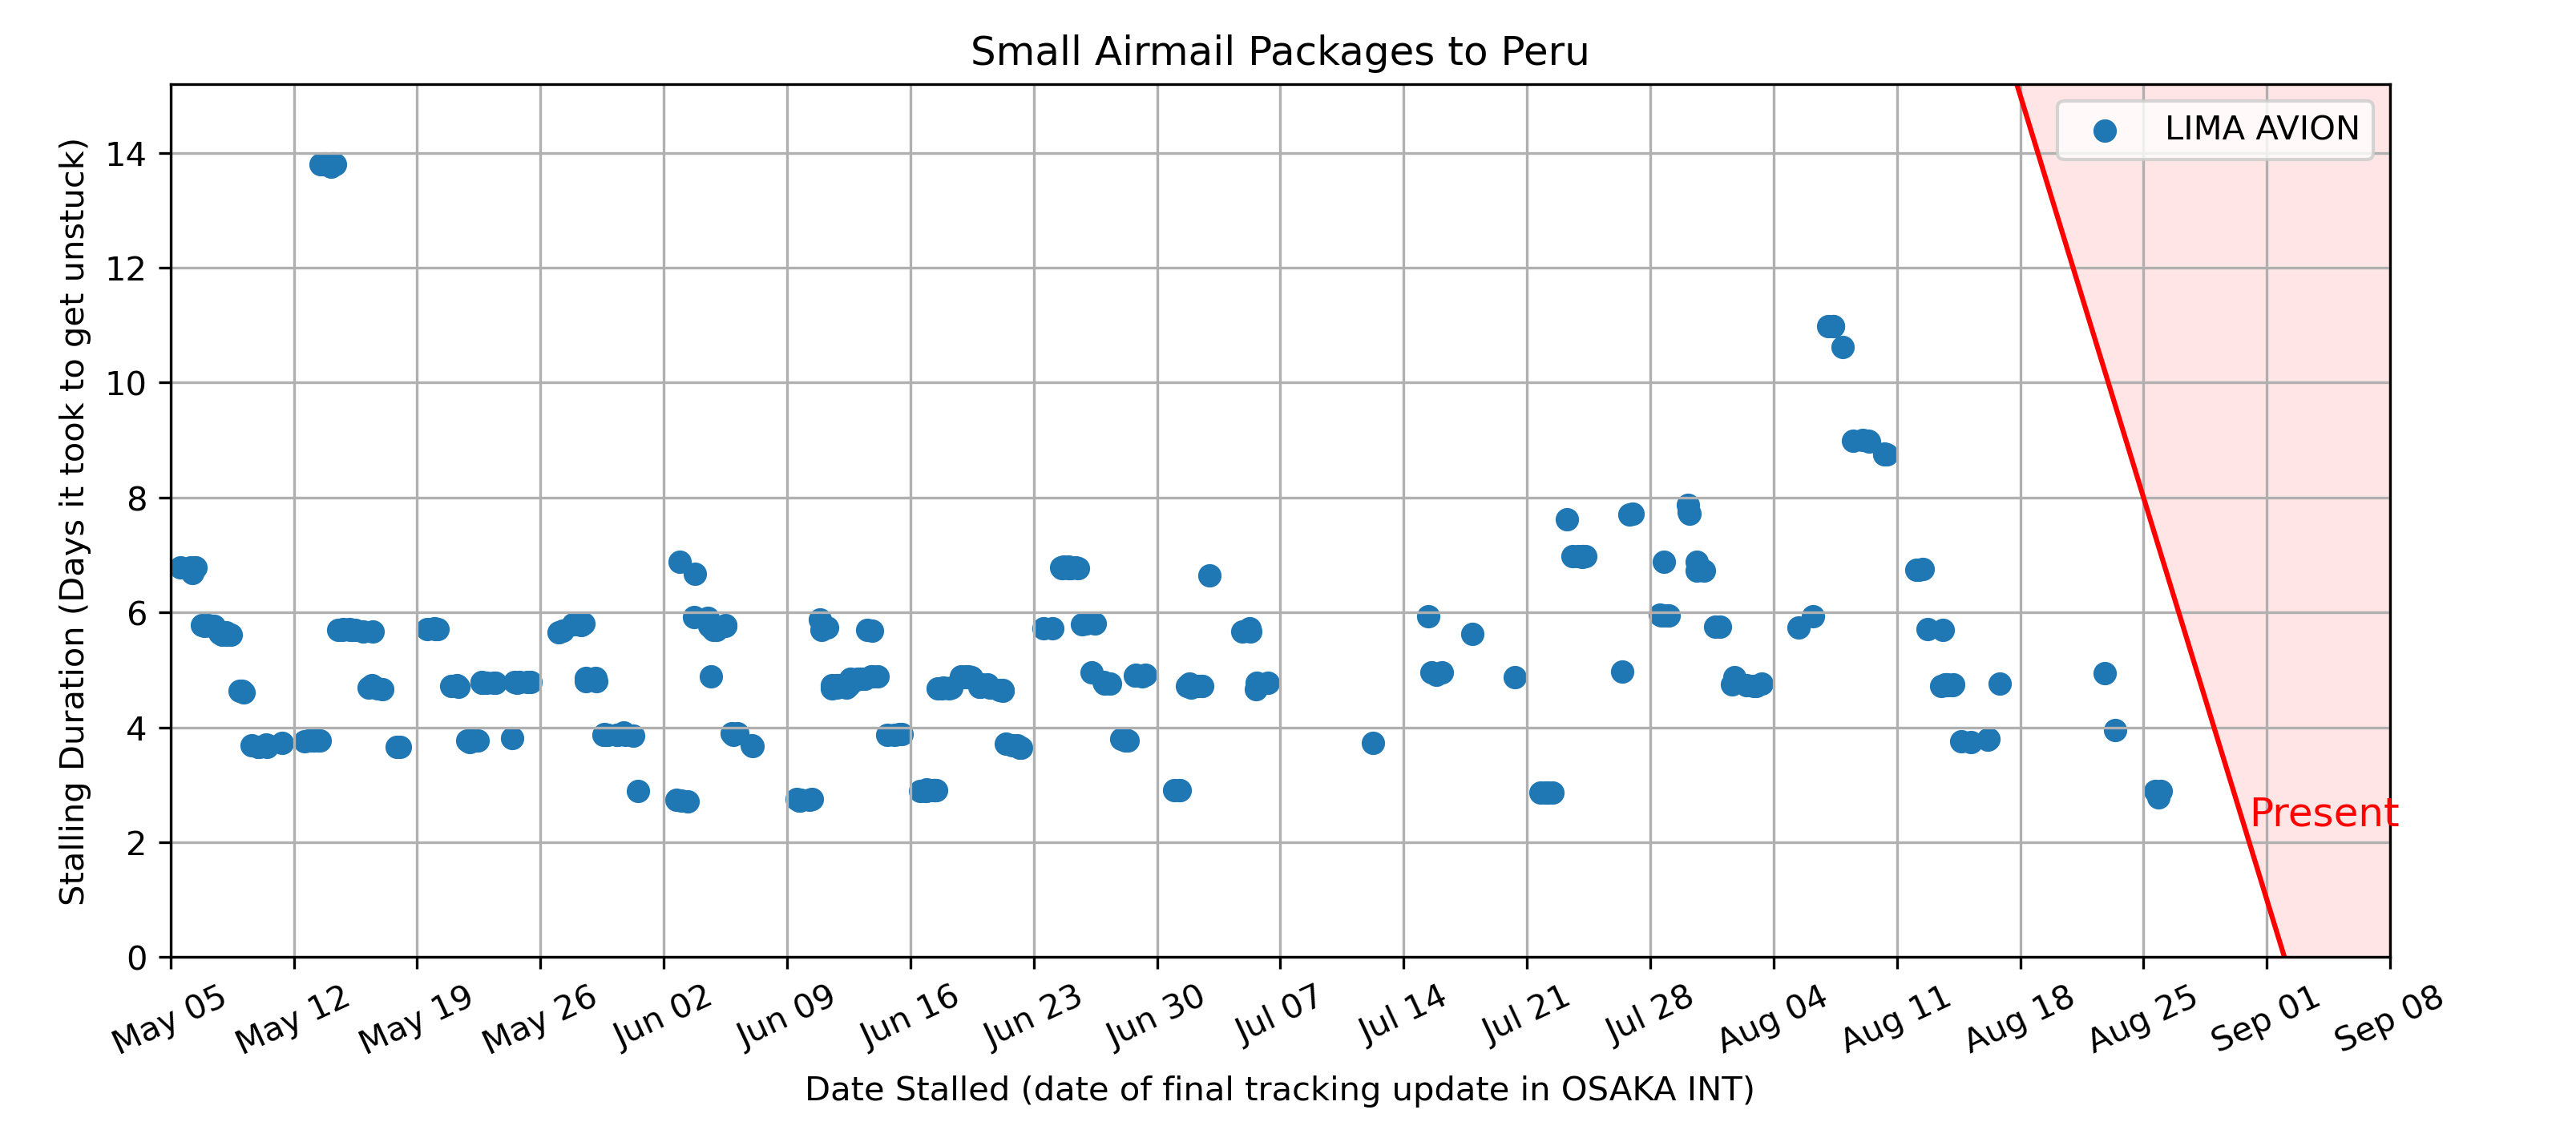 Small Airmail Packages to Peru
LIMA AVION
Stalling Duration (Days it took to get unstuck)
14
12
10
8
6
4
2
0
Present
May 05
May 12
May 19
May 26
Jun 02
Jun 09
Jun 16
Jun 23
Jun 30
Jul 07
Jul 14
Jul 21
Jul 28
Aug 04
Aug 11
Aug 18
Aug 25
Sep 01
Sep 08
Date Stalled (date of final tracking update in OSAKA INT)